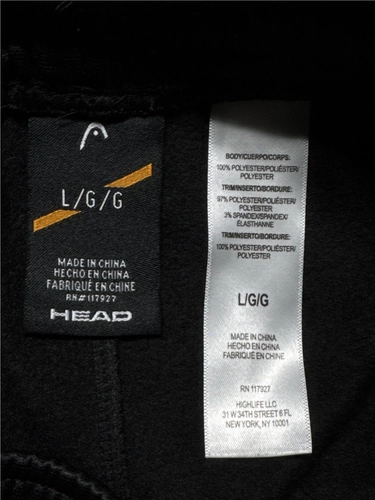 L/G/G
MADE IN CHINA
HECHO EN CHINA
FABRIQUÉ EN CHINE
RN# 117927
HEAD
BODY/CUERPO/CORPS:
100% POLYESTER/POLIÉSTER/
POLYESTER
TRIM/INSERTO/BORDURE:
97% POLYESTER/POLIÉSTER/
POLYESTER
3% SPANDEX/SPANDEX/
ÉLASTHANNE
TRIM/INSERTO/BORDURE:
100% POLYESTER/POLIÉSTER/
POLYESTER
L/G/G
MADE IN CHINA
HECHO EN CHINA
FABRIQUÉ EN CHINE
RN 117927
HIGHLIFE LLC
31 W 34TH STREET 6 FL
NEW YORK, NY 10001